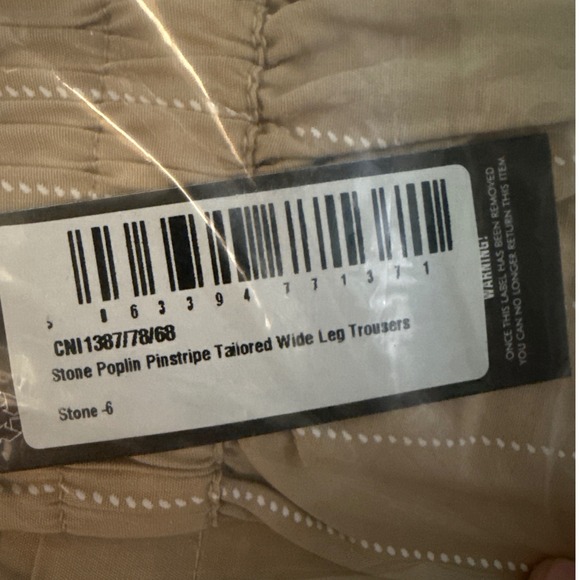 5 063394 771371
CNI1387/78/68
Stone Poplin Pinstripe Tailored Wide Leg Trousers
Stone -6
WARNING!
ONCE THIS LABEL HAS BEEN REMOVED
YOU CAN NO LONGER RETURN THIS ITEM